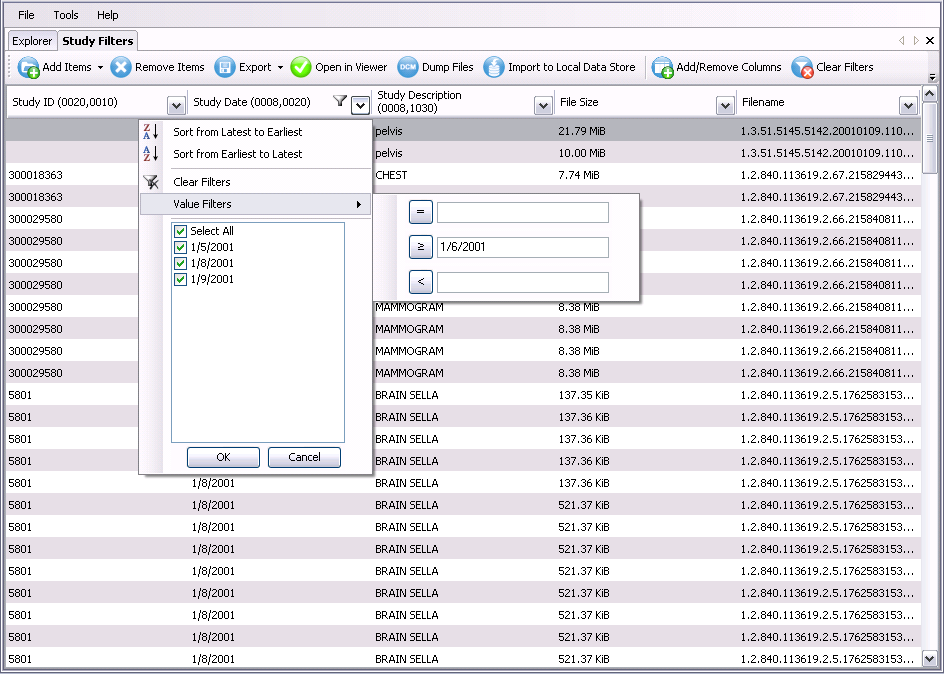 File Tools Help
Explorer Study Filters
Add Items Remove Items Export Open in Viewer DCM Dump Files Import to Local Data Store Add/Remove Columns Clear Filters
Study ID (0020,0010) Study Date (0008,0020) Study Description (0008,1030) File Size Filename
Z A Sort from Latest to Earliest
A Z Sort from Earliest to Latest
Clear Filters
Value Filters
Select All
1/5/2001
1/8/2001
1/9/2001
OK Cancel
=
≥ 1/6/2001
<
pelvis 21.79 MiB 1.3.51.5145.5142.20010109.110...
pelvis 10.00 MiB 1.3.51.5145.5142.20010109.110...
300018363 CHEST 7.74 MiB 1.2.840.113619.2.67.215829443...
300018363 1.2.840.113619.2.67.215829443...
300029580 1.2.840.113619.2.66.215840811...
300029580 1.2.840.113619.2.66.215840811...
300029580 1.2.840.113619.2.66.215840811...
300029580 1.2.840.113619.2.66.215840811...
300029580 MAMMOGRAM 8.38 MiB 1.2.840.113619.2.66.215840811...
300029580 MAMMOGRAM 8.38 MiB 1.2.840.113619.2.66.215840811...
300029580 MAMMOGRAM 8.38 MiB 1.2.840.113619.2.66.215840811...
300029580 MAMMOGRAM 8.38 MiB 1.2.840.113619.2.66.215840811...
5801 BRAIN SELLA 137.35 KiB 1.2.840.113619.2.5.1762583153...
5801 BRAIN SELLA 137.36 KiB 1.2.840.113619.2.5.1762583153...
5801 BRAIN SELLA 137.36 KiB 1.2.840.113619.2.5.1762583153...
5801 BRAIN SELLA 137.36 KiB 1.2.840.113619.2.5.1762583153...
5801 1/8/2001 BRAIN SELLA 137.36 KiB 1.2.840.113619.2.5.1762583153...
5801 1/8/2001 BRAIN SELLA 521.37 KiB 1.2.840.113619.2.5.1762583153...
5801 1/8/2001 BRAIN SELLA 521.37 KiB 1.2.840.113619.2.5.1762583153...
5801 1/8/2001 BRAIN SELLA 521.37 KiB 1.2.840.113619.2.5.1762583153...
5801 1/8/2001 BRAIN SELLA 521.37 KiB 1.2.840.113619.2.5.1762583153...
5801 1/8/2001 BRAIN SELLA 521.37 KiB 1.2.840.113619.2.5.1762583153...
5801 1/8/2001 BRAIN SELLA 521.37 KiB 1.2.840.113619.2.5.1762583153...
5801 1/8/2001 BRAIN SELLA 521.37 KiB 1.2.840.113619.2.5.1762583153...
5801 1/8/2001 BRAIN SELLA 521.37 KiB 1.2.840.113619.2.5.1762583153...